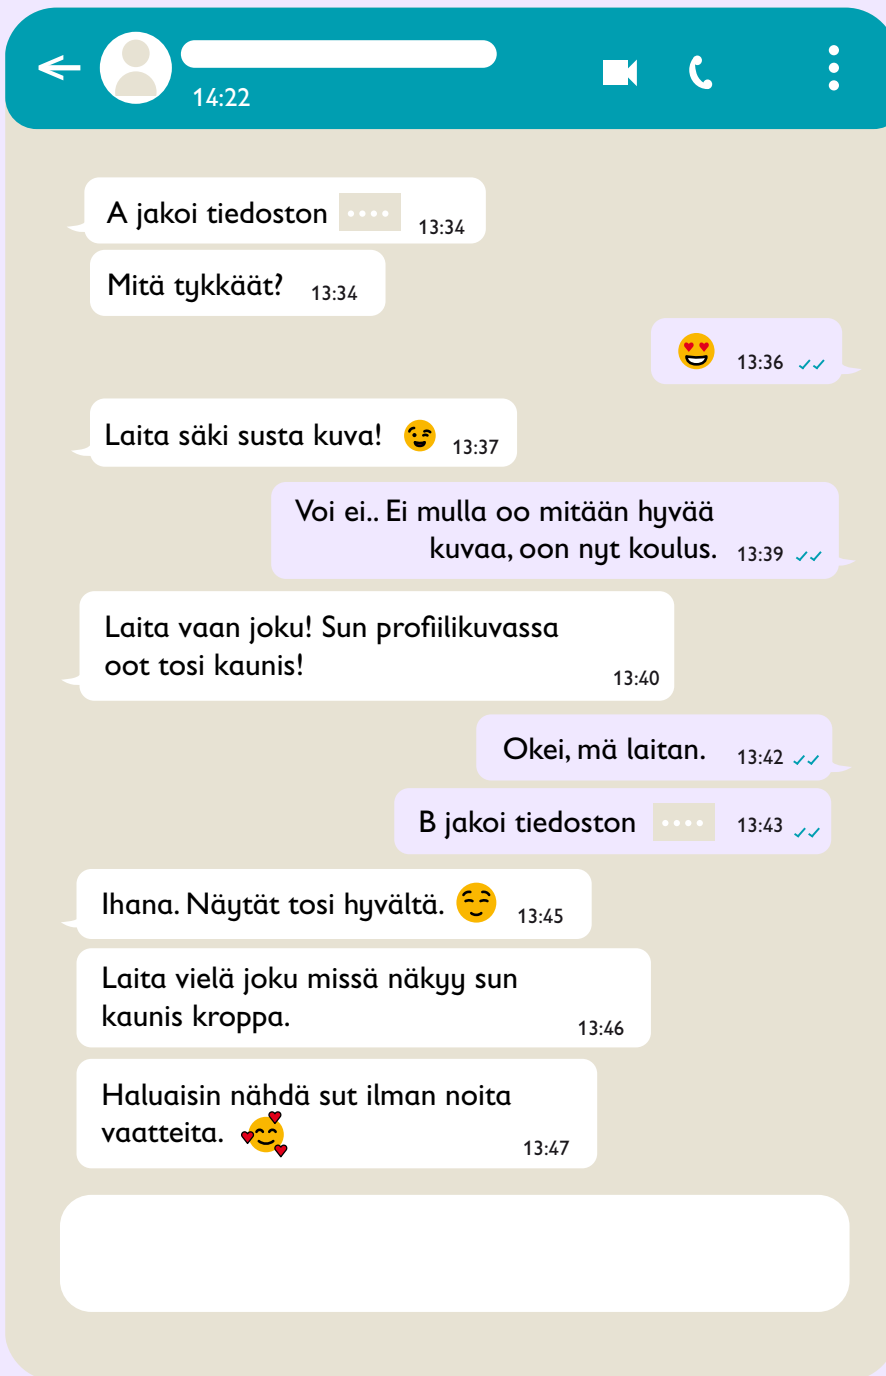 14:22
A jakoi tiedoston 13:34
Mitä tykkäät? 13:34
13:36
Laita säki susta kuva! 13:37
Voi ei.. Ei mulla oo mitään hyvää
kuvaa, oon nyt koulus. 13:39
Laita vaan joku! Sun profiilikuvassa
oot tosi kaunis!
13:40
Okei, mä laitan. 13:42
B jakoi tiedoston 13:43
Ihana. Näytät tosi hyvältä. 13:45
Laita vielä joku missä näkyy sun
kaunis kroppa.
13:46
Haluaisin nähdä sut ilman noita
vaatteita.
13:47